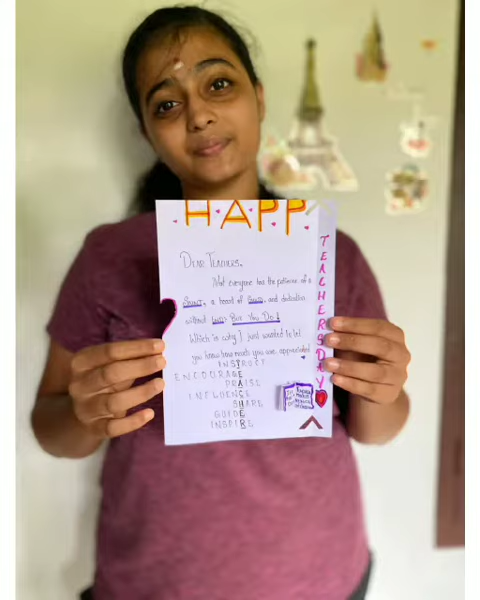 HAPP
TEACHERS DAY
DEAR TEACHERS,
Not everyone has the patience of a
SAINT, a heart of GOLD, and dedication
without END. BUT YOU DO!
Which is why I just wanted to let
you know how much you are appreciated
INSTRUCT
ENCOURAGE
PRAISE
INFLUENCE
SHARE
GUIDE
INSPIRE